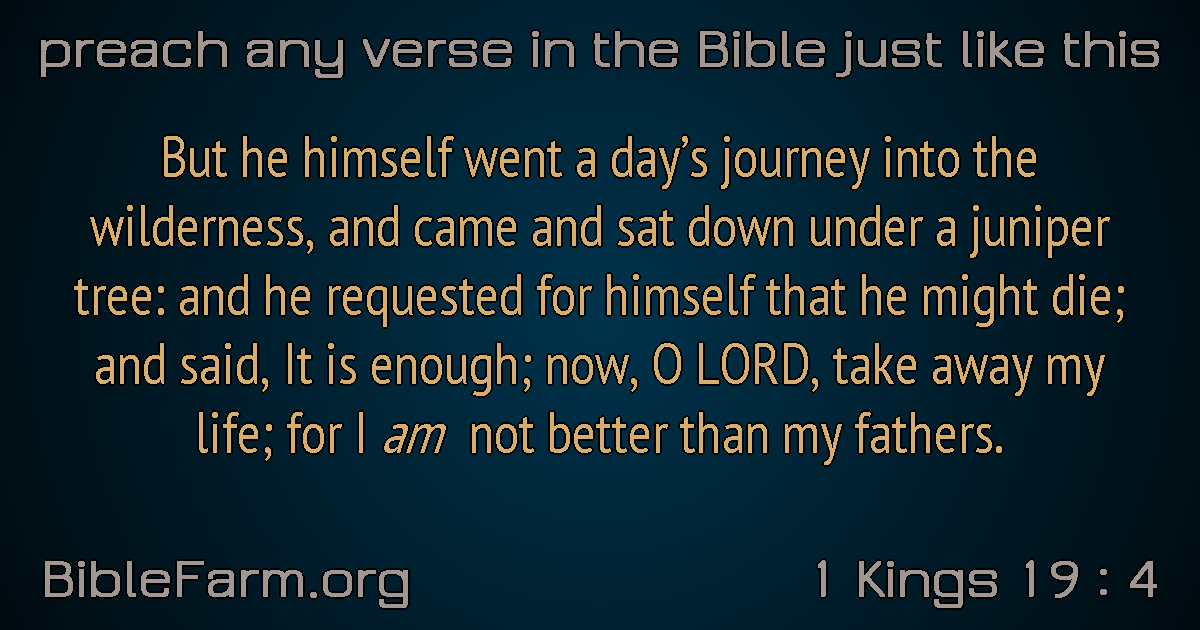 preach any verse in the Bible just like this
But he himself went a day’s journey into the
wilderness, and came and sat down under a juniper
tree: and he requested for himself that he might die;
and said, It is enough; now, O LORD, take away my
life; for I am not better than my fathers.
BibleFarm.org
1 Kings 19 : 4